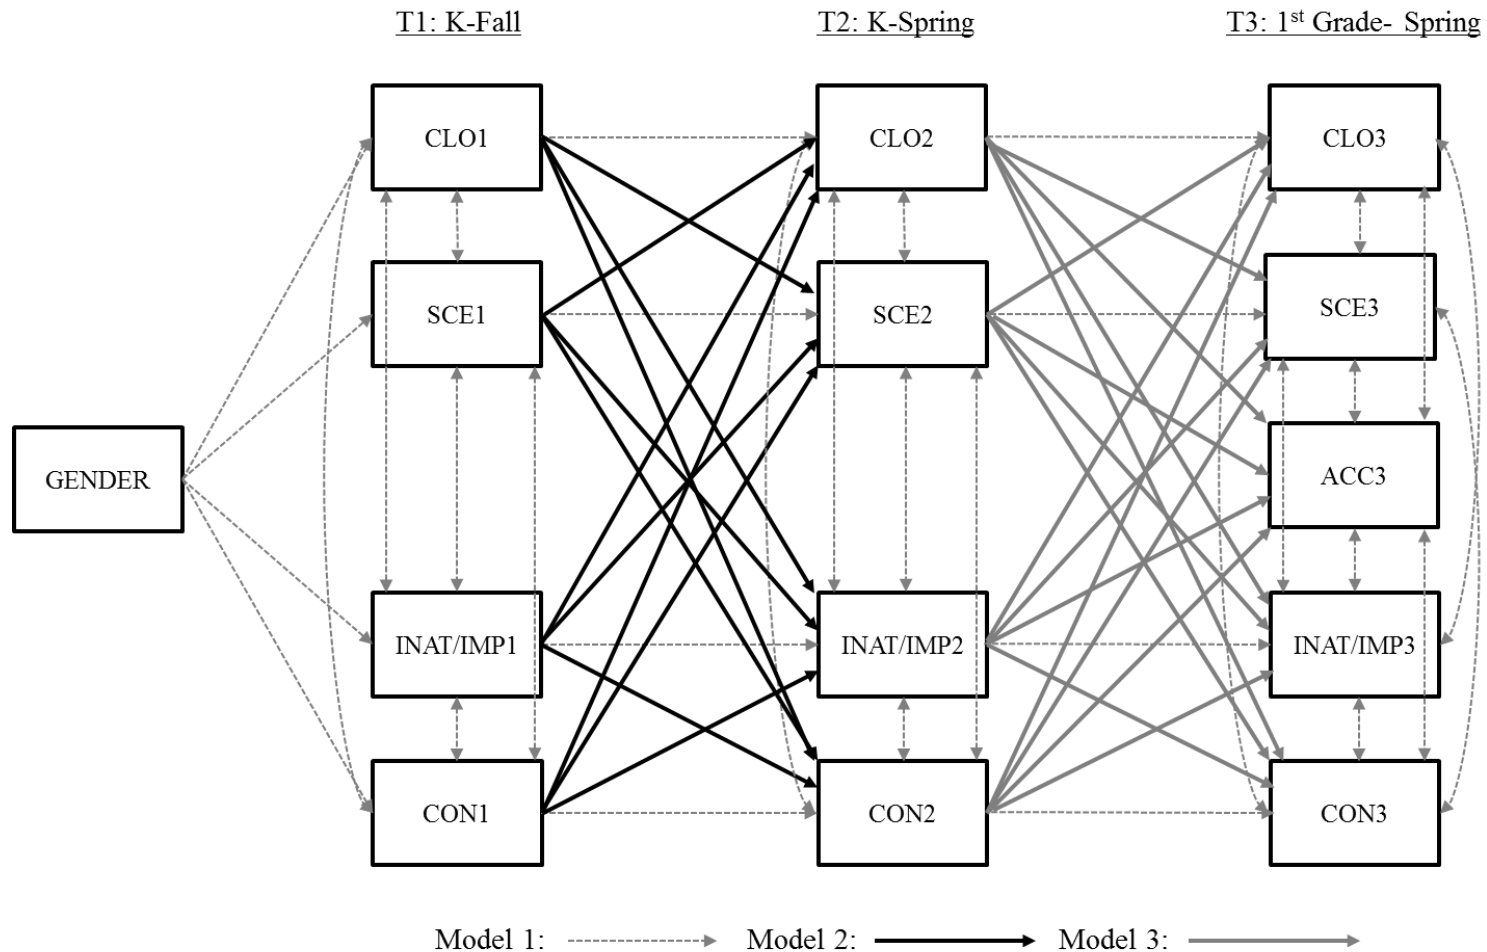 T1: K-Fall
T2: K-Spring
T3: 1st Grade- Spring
CLO1
CLO2
CLO3
SCE1
SCE2
SCE3
GENDER
ACC3
INAT/IMP1
INAT/IMP2
INAT/IMP3
CON1
CON2
CON3
Model 1:
Model 2:
Model 3: